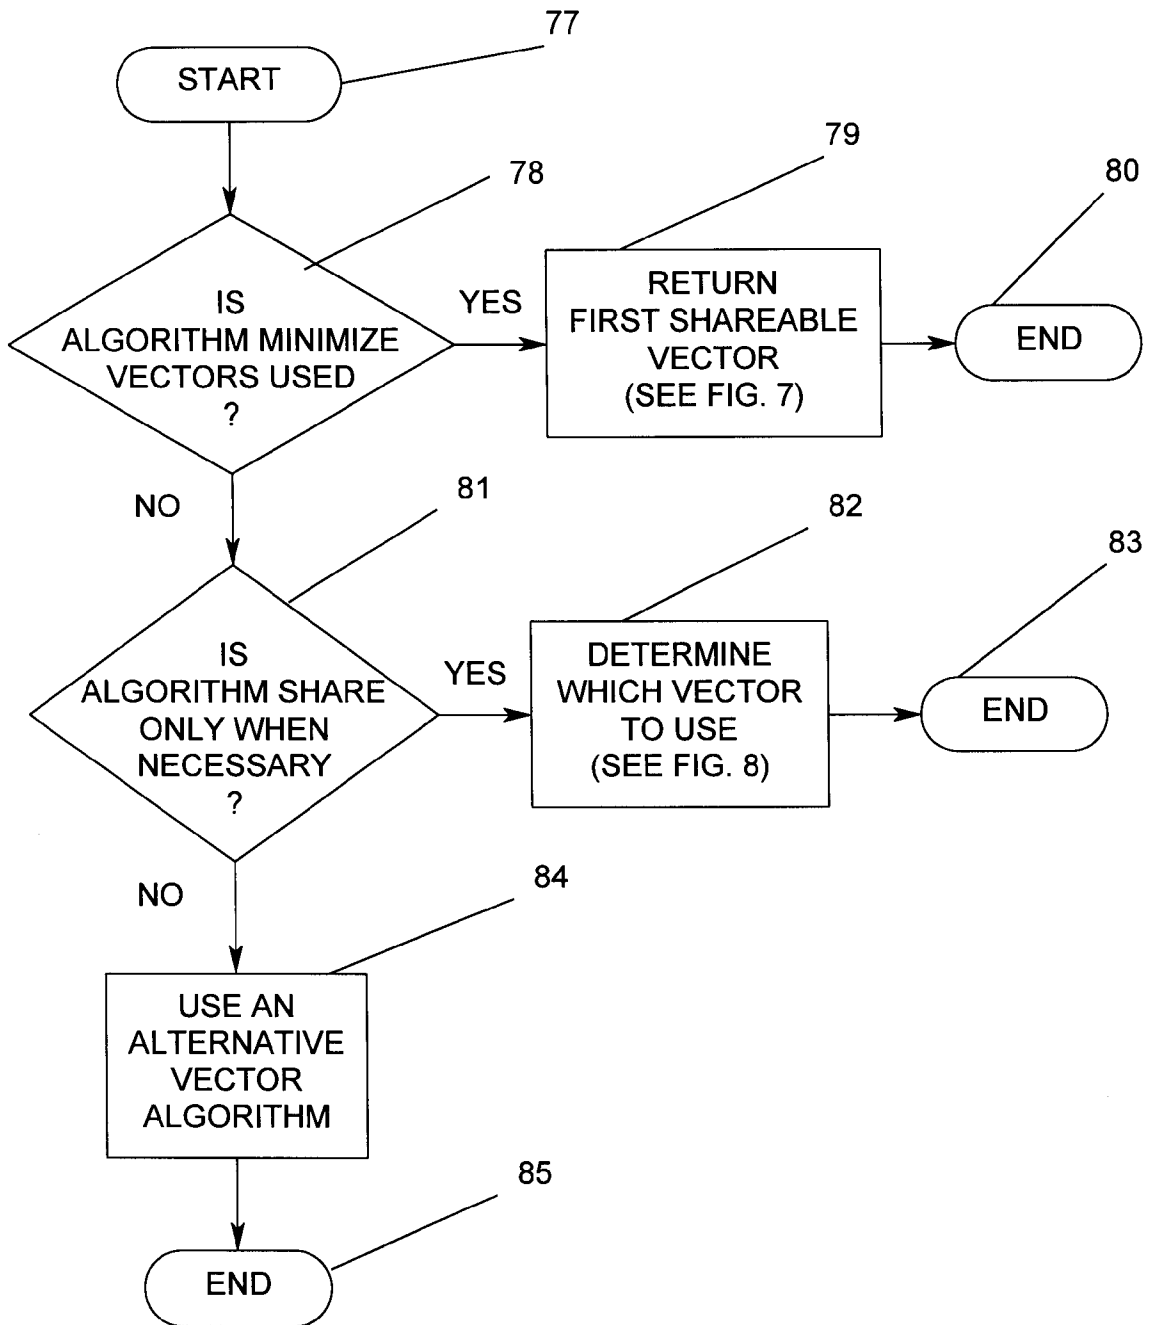 77
START
78
79
80
IS
ALGORITHM MINIMIZE
VECTORS USED
?
YES
RETURN
FIRST SHAREABLE
VECTOR
(SEE FIG. 7)
END
NO
81
82
83
IS
ALGORITHM SHARE
ONLY WHEN
NECESSARY
?
YES
DETERMINE
WHICH VECTOR
TO USE
(SEE FIG. 8)
END
NO
84
USE AN
ALTERNATIVE
VECTOR
ALGORITHM
85
END